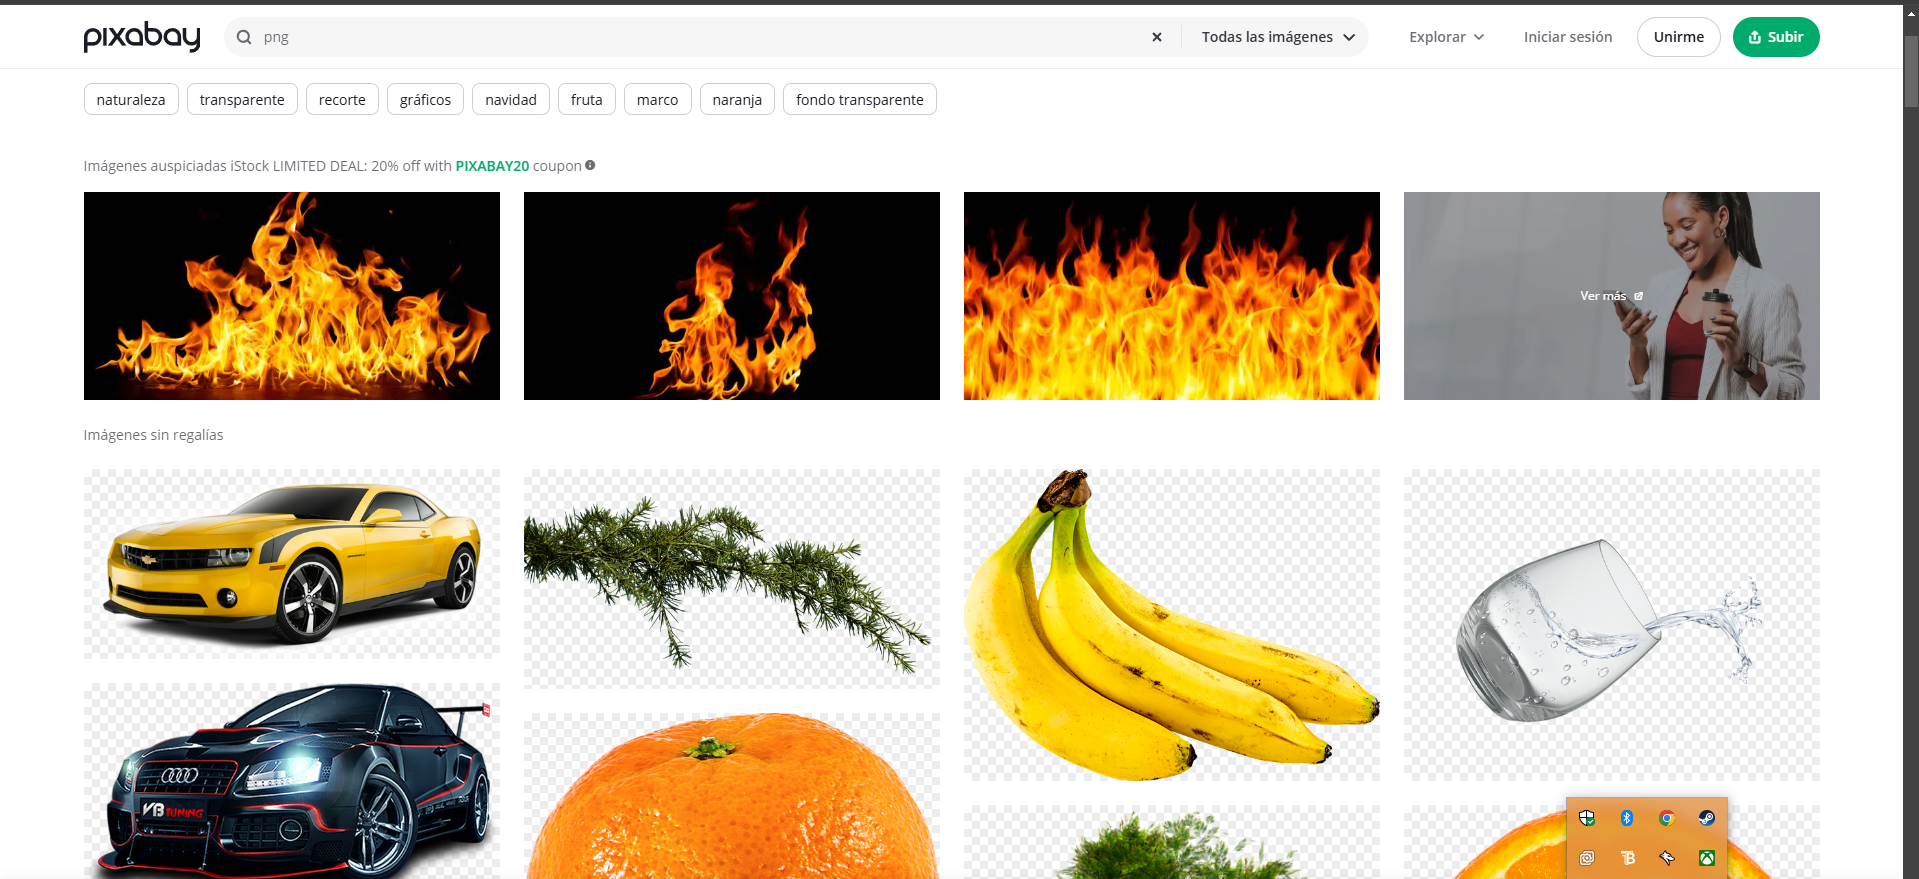 pixabay
png
Todas las imágenes
Explorar
Iniciar sesión
Unirme
Subir
naturaleza
transparente
recorte
gráficos
navidad
fruta
marco
naranja
fondo transparente
Imágenes auspiciadas iStock LIMITED DEAL: 20% off with PIXABAY20 coupon
Ver más
Imágenes sin regalías
VB TUNING